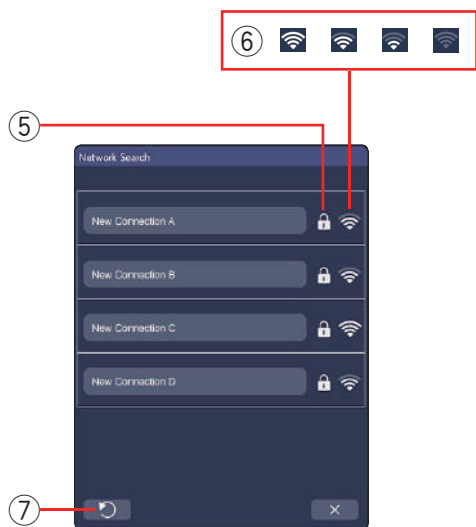 ⑥
⑤
Network Search
New Connection A
New Connection B
New Connection C
New Connection D
⑦